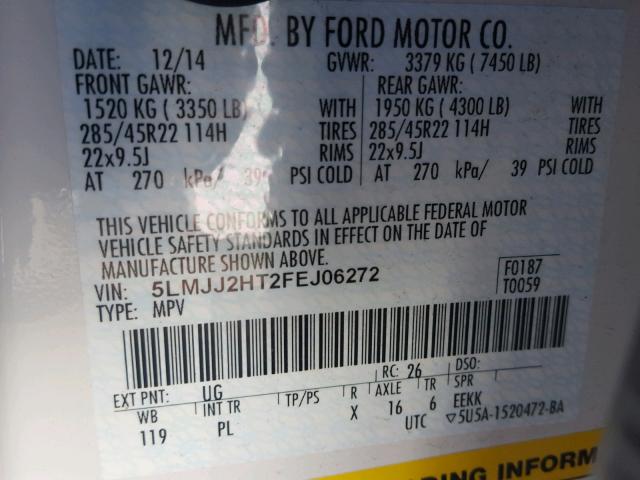 MFD. BY FORD MOTOR CO.
DATE: 12/14 GVWR: 3379 KG ( 7450 LB)
FRONT GAWR: REAR GAWR:
1520 KG ( 3350 LB) WITH 1950 KG ( 4300 LB) WITH
285/45R22 114H TIRES 285/45R22 114H TIRES
22x9.5J RIMS 22x9.5J RIMS
AT 270 kPa/ 39 PSI COLD AT 270 kPa/ 39 PSI COLD
THIS VEHICLE CONFORMS TO ALL APPLICABLE FEDERAL MOTOR
VEHICLE SAFETY STANDARDS IN EFFECT ON THE DATE OF
MANUFACTURE SHOWN ABOVE.
VIN: 5LMJJ2HT2FEJ06272 F0187
TYPE: MPV T0059
EXT PNT: UG RC: 26 DSO:
WB INT TR TP/PS R AXLE TR SPR
119 PL X 16 6 EEKK
UTC ▽5U5A-1520472-BA
DING INFORM